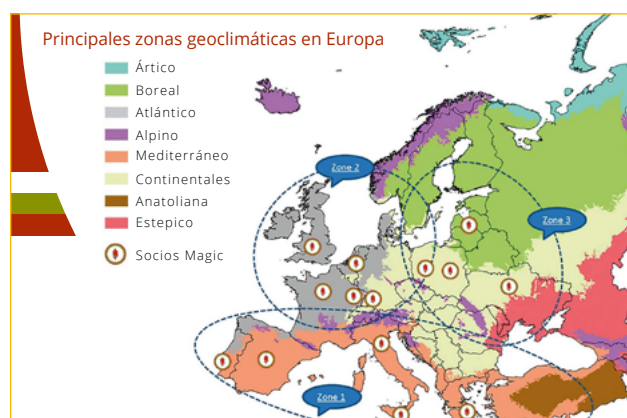 Principales zonas geoclimáticas en Europa
Ártico
Boreal
Atlántico
Alpino
Mediterráneo
Continentales
Anatoliana
Estepico
Socios Magic
Zone 2
Zone 3
Zone 1